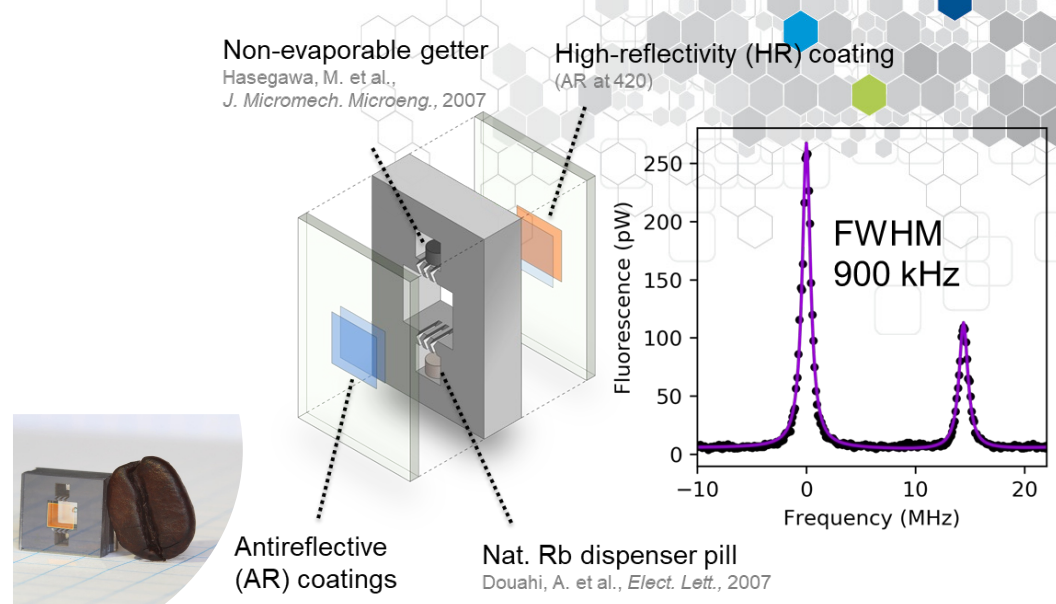 Non-evaporable getter
Hasegawa, M. et al.,
J. Micromech. Microeng., 2007
High-reflectivity (HR) coating
(AR at 420)
Fluorescence (pW)
250
200
150
100
50
0
FWHM
900 kHz
−10
0
10
20
Frequency (MHz)
Antireflective
(AR) coatings
Nat. Rb dispenser pill
Douahi, A. et al., Elect. Lett., 2007